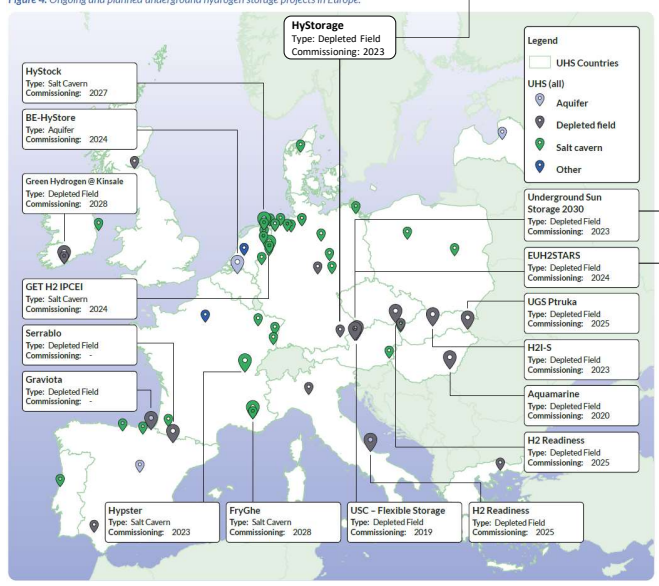 Figure 4. Ongoing and planned underground hydrogen storage projects in Europe.
HyStorage
Type: Depleted Field
Commissioning: 2023
Legend
UHS Countries
UHS (all)
Aquifer
Depleted field
Salt cavern
Other
HyStock
Type: Salt Cavern
Commissioning: 2027
BE-HyStore
Type: Aquifer
Commissioning: 2024
Green Hydrogen @ Kinsale
Type: Depleted Field
Commissioning: 2028
GET H2 IPCEI
Type: Salt Cavern
Commissioning: 2024
Serrablo
Type: Depleted Field
Commissioning: -
Graviota
Type: Depleted Field
Commissioning: -
Underground Sun
Storage 2030
Type: Depleted Field
Commissioning: 2023
EUH2STARS
Type: Depleted Field
Commissioning: 2024
UGS Ptruka
Type: Depleted Field
Commissioning: 2025
H2I-S
Type: Depleted Field
Commissioning: 2023
Aquamarine
Type: Depleted Field
Commissioning: 2020
H2 Readiness
Type: Depleted Field
Commissioning: 2025
Hypster
Type: Salt Cavern
Commissioning: 2023
FryGhe
Type: Salt Cavern
Commissioning: 2028
USC – Flexible Storage
Type: Depleted Field
Commissioning: 2019
H2 Readiness
Type: Depleted Field
Commissioning: 2025